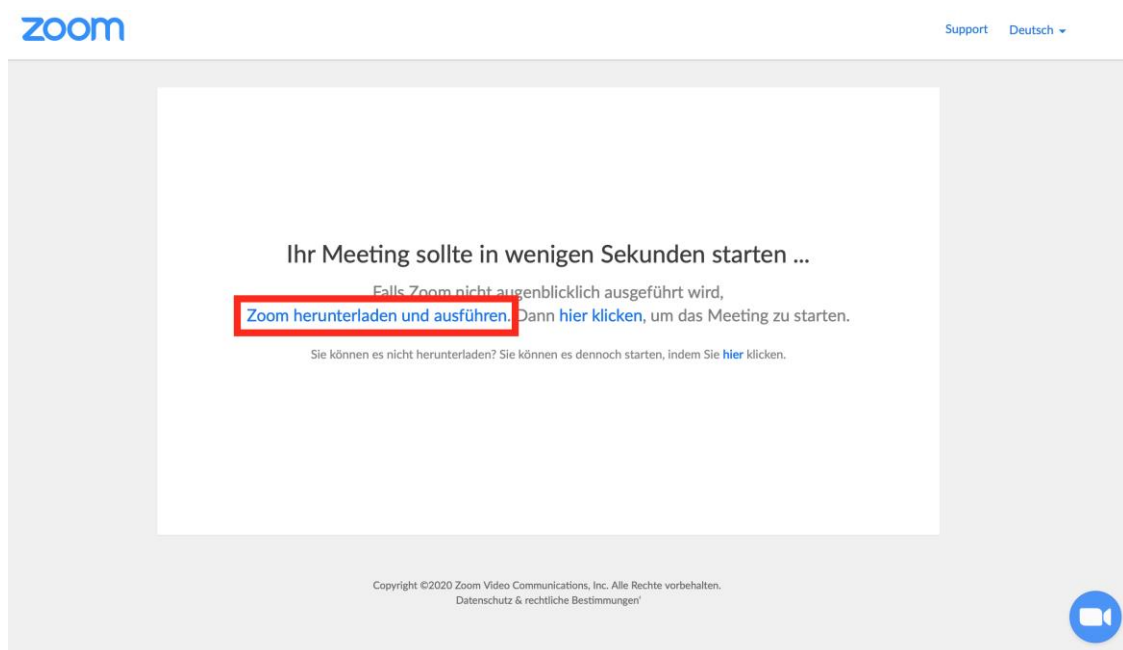 zoom
Support Deutsch
Ihr Meeting sollte in wenigen Sekunden starten ...
Falls Zoom nicht augenblicklich ausgeführt wird,
Zoom herunterladen und ausführen. Dann hier klicken, um das Meeting zu starten.
Sie können es nicht herunterladen? Sie können es dennoch starten, indem Sie hier klicken.
Copyright ©2020 Zoom Video Communications, Inc. Alle Rechte vorbehalten.
Datenschutz & rechtliche Bestimmungen'